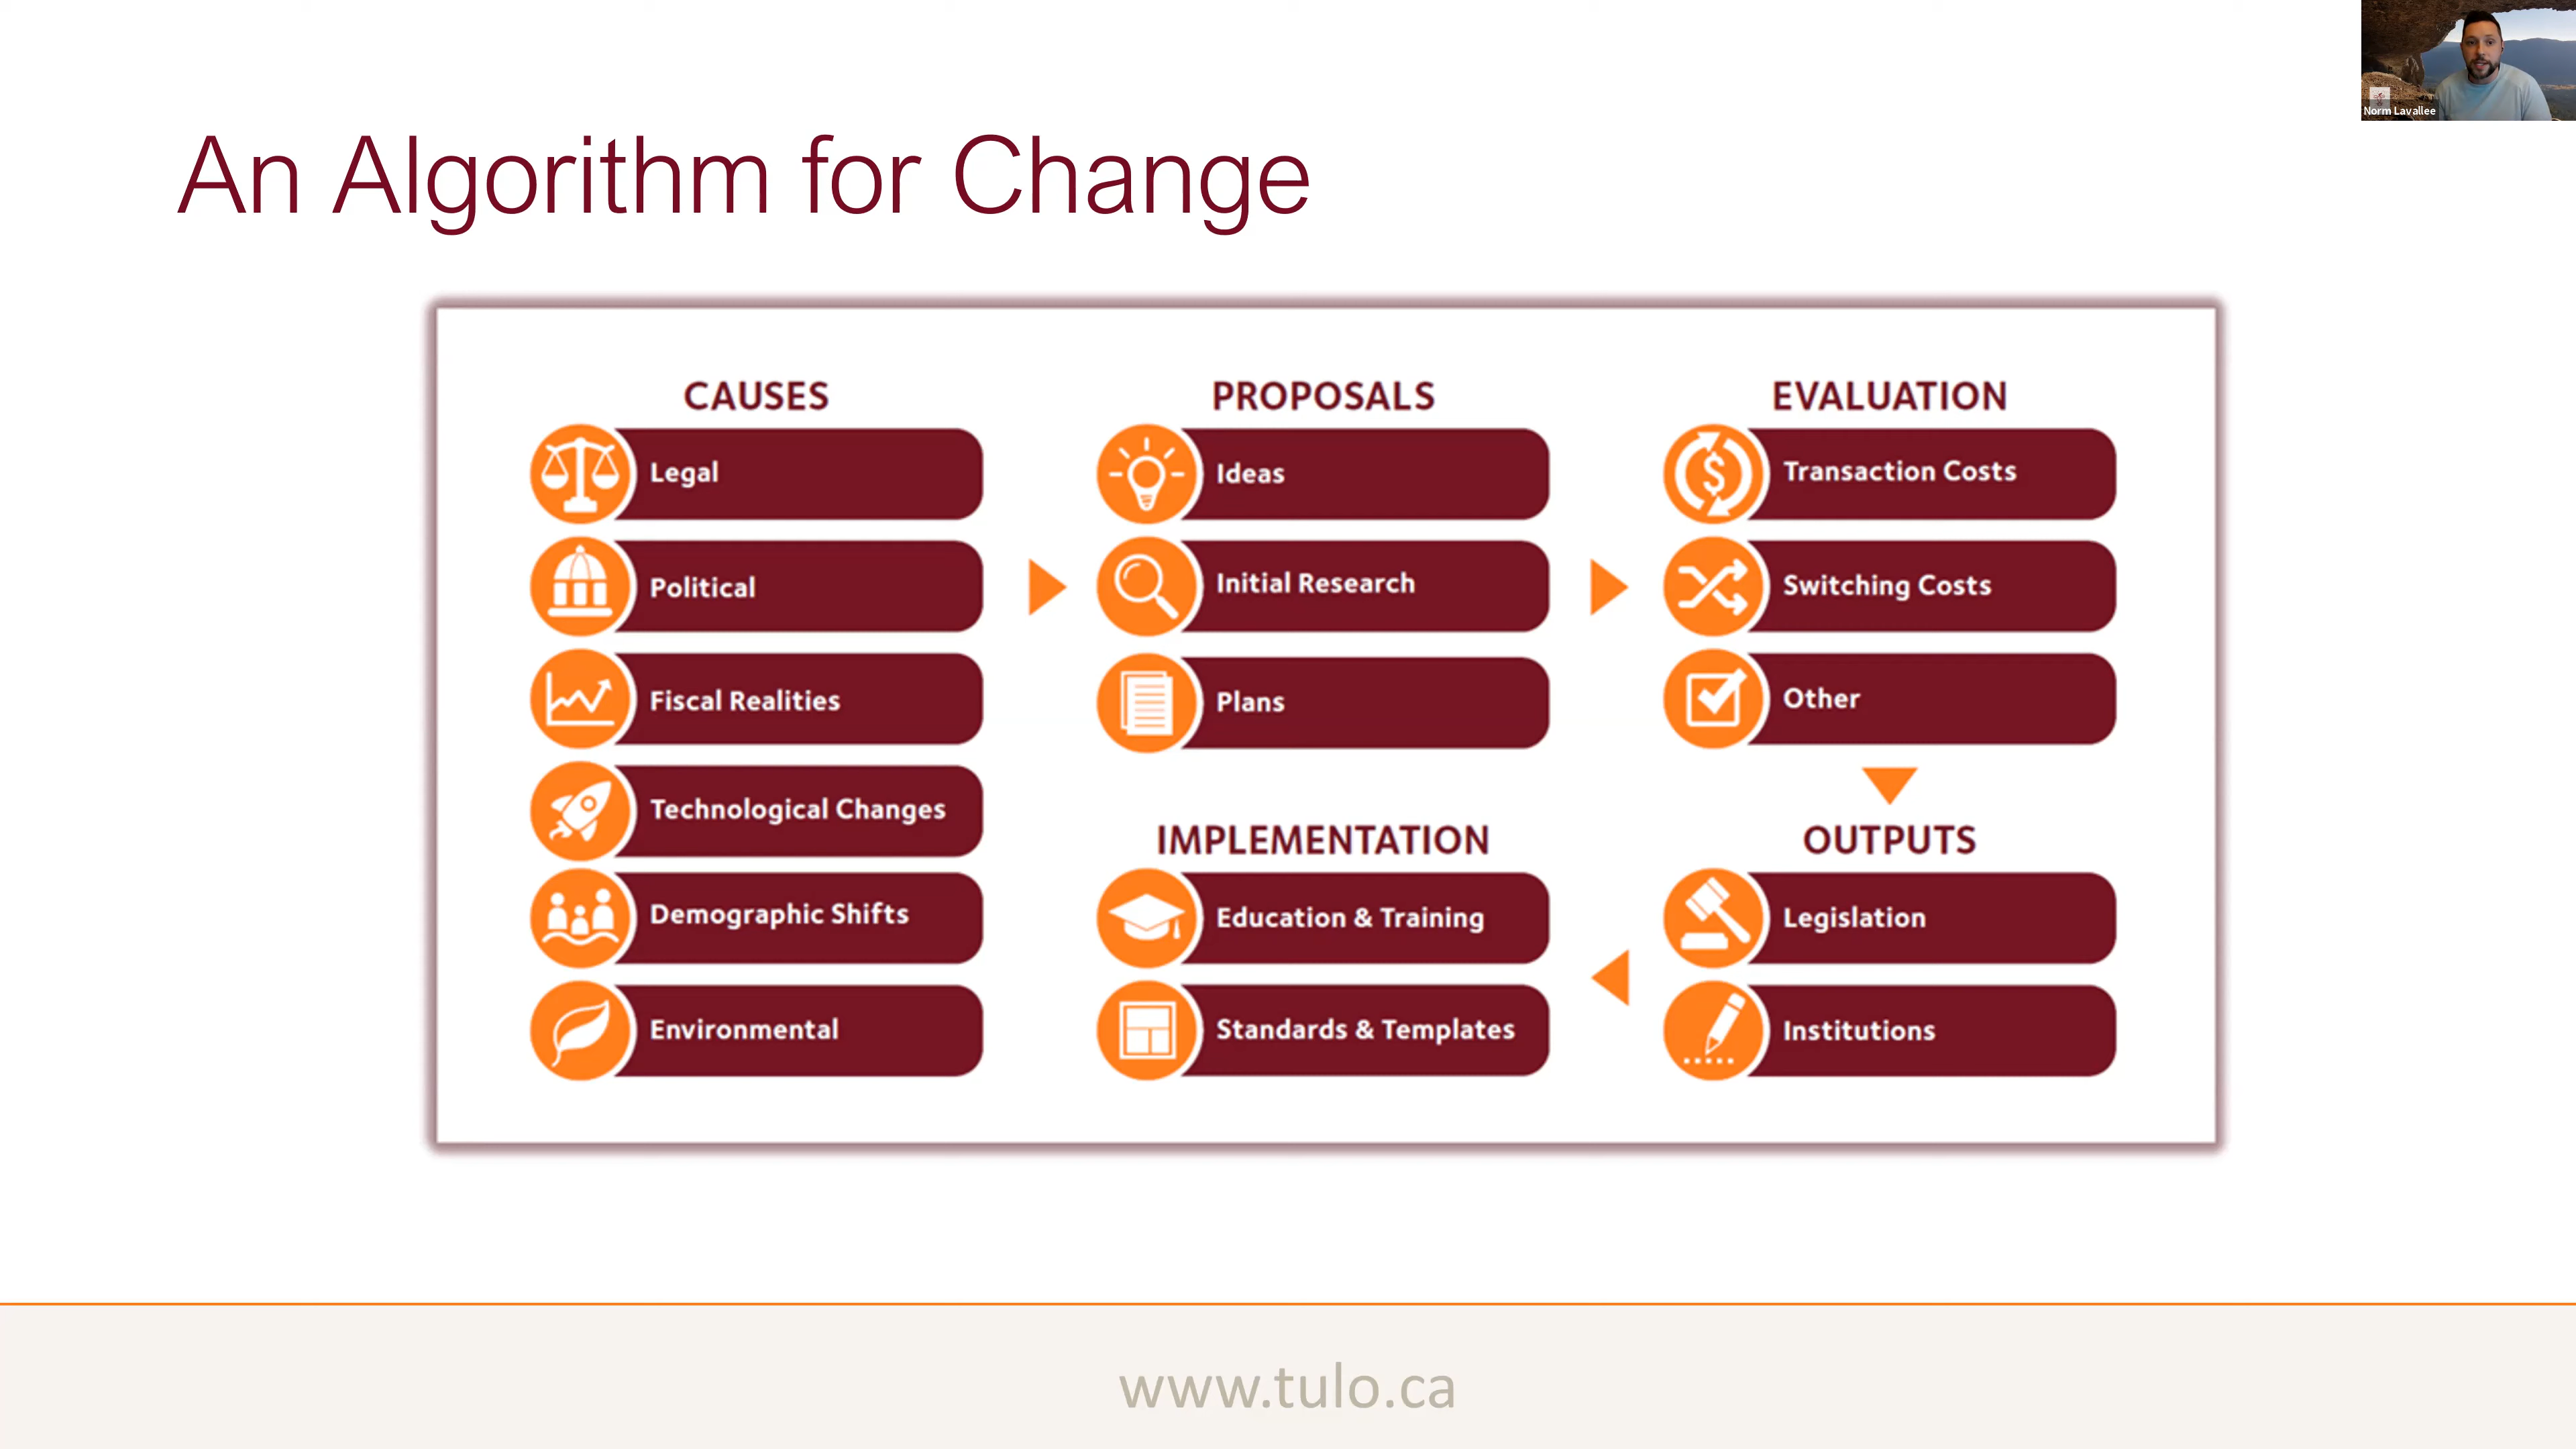 Norm Lavallee
An Algorithm for Change
CAUSES
Legal
Political
Fiscal Realities
Technological Changes
Demographic Shifts
Environmental
PROPOSALS
Ideas
Initial Research
Plans
EVALUATION
Transaction Costs
Switching Costs
Other
OUTPUTS
Legislation
Institutions
IMPLEMENTATION
Education & Training
Standards & Templates
www.tulo.ca